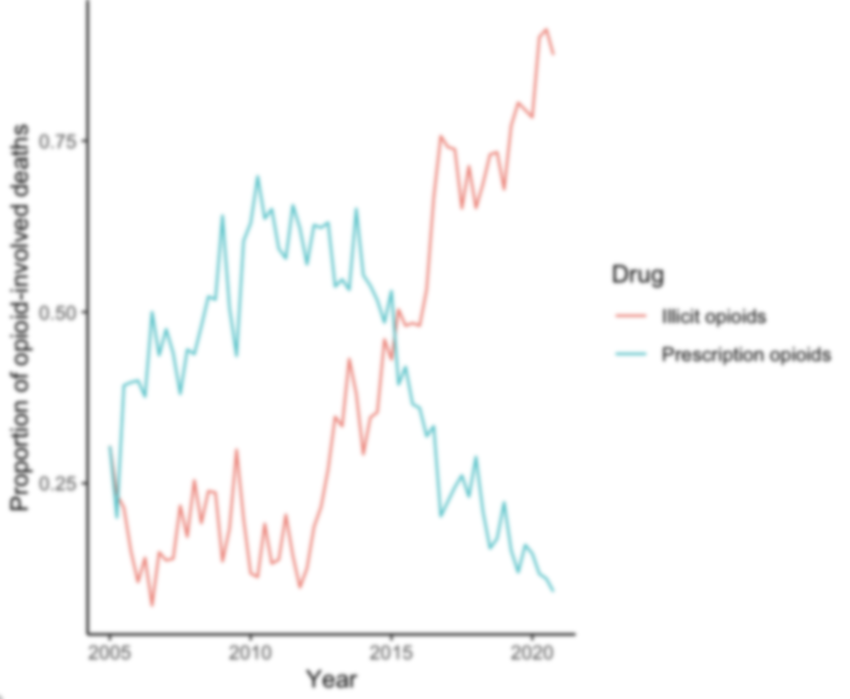 Proportion of opioid-involved deaths
0.75
0.50
0.25
2005
2010
2015
2020
Year
Drug
Illicit opioids
Prescription opioids